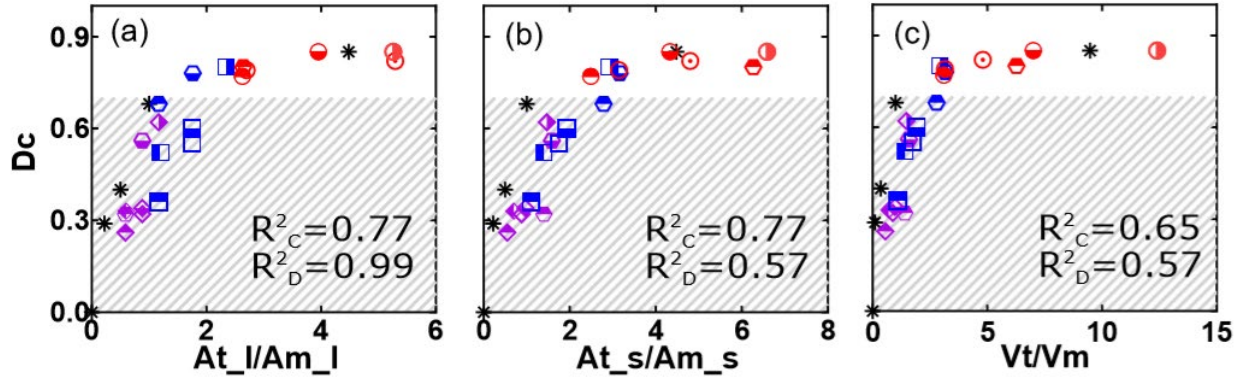 (a)
(b)
(c)
Dc
0.9
0.6
0.3
0.0
R²C=0.77
R²D=0.99
R²C=0.77
R²D=0.57
R²C=0.65
R²D=0.57
0 2 4 6
0 2 4 6 8
0 5 10 15
At_l/Am_l
At_s/Am_s
Vt/Vm